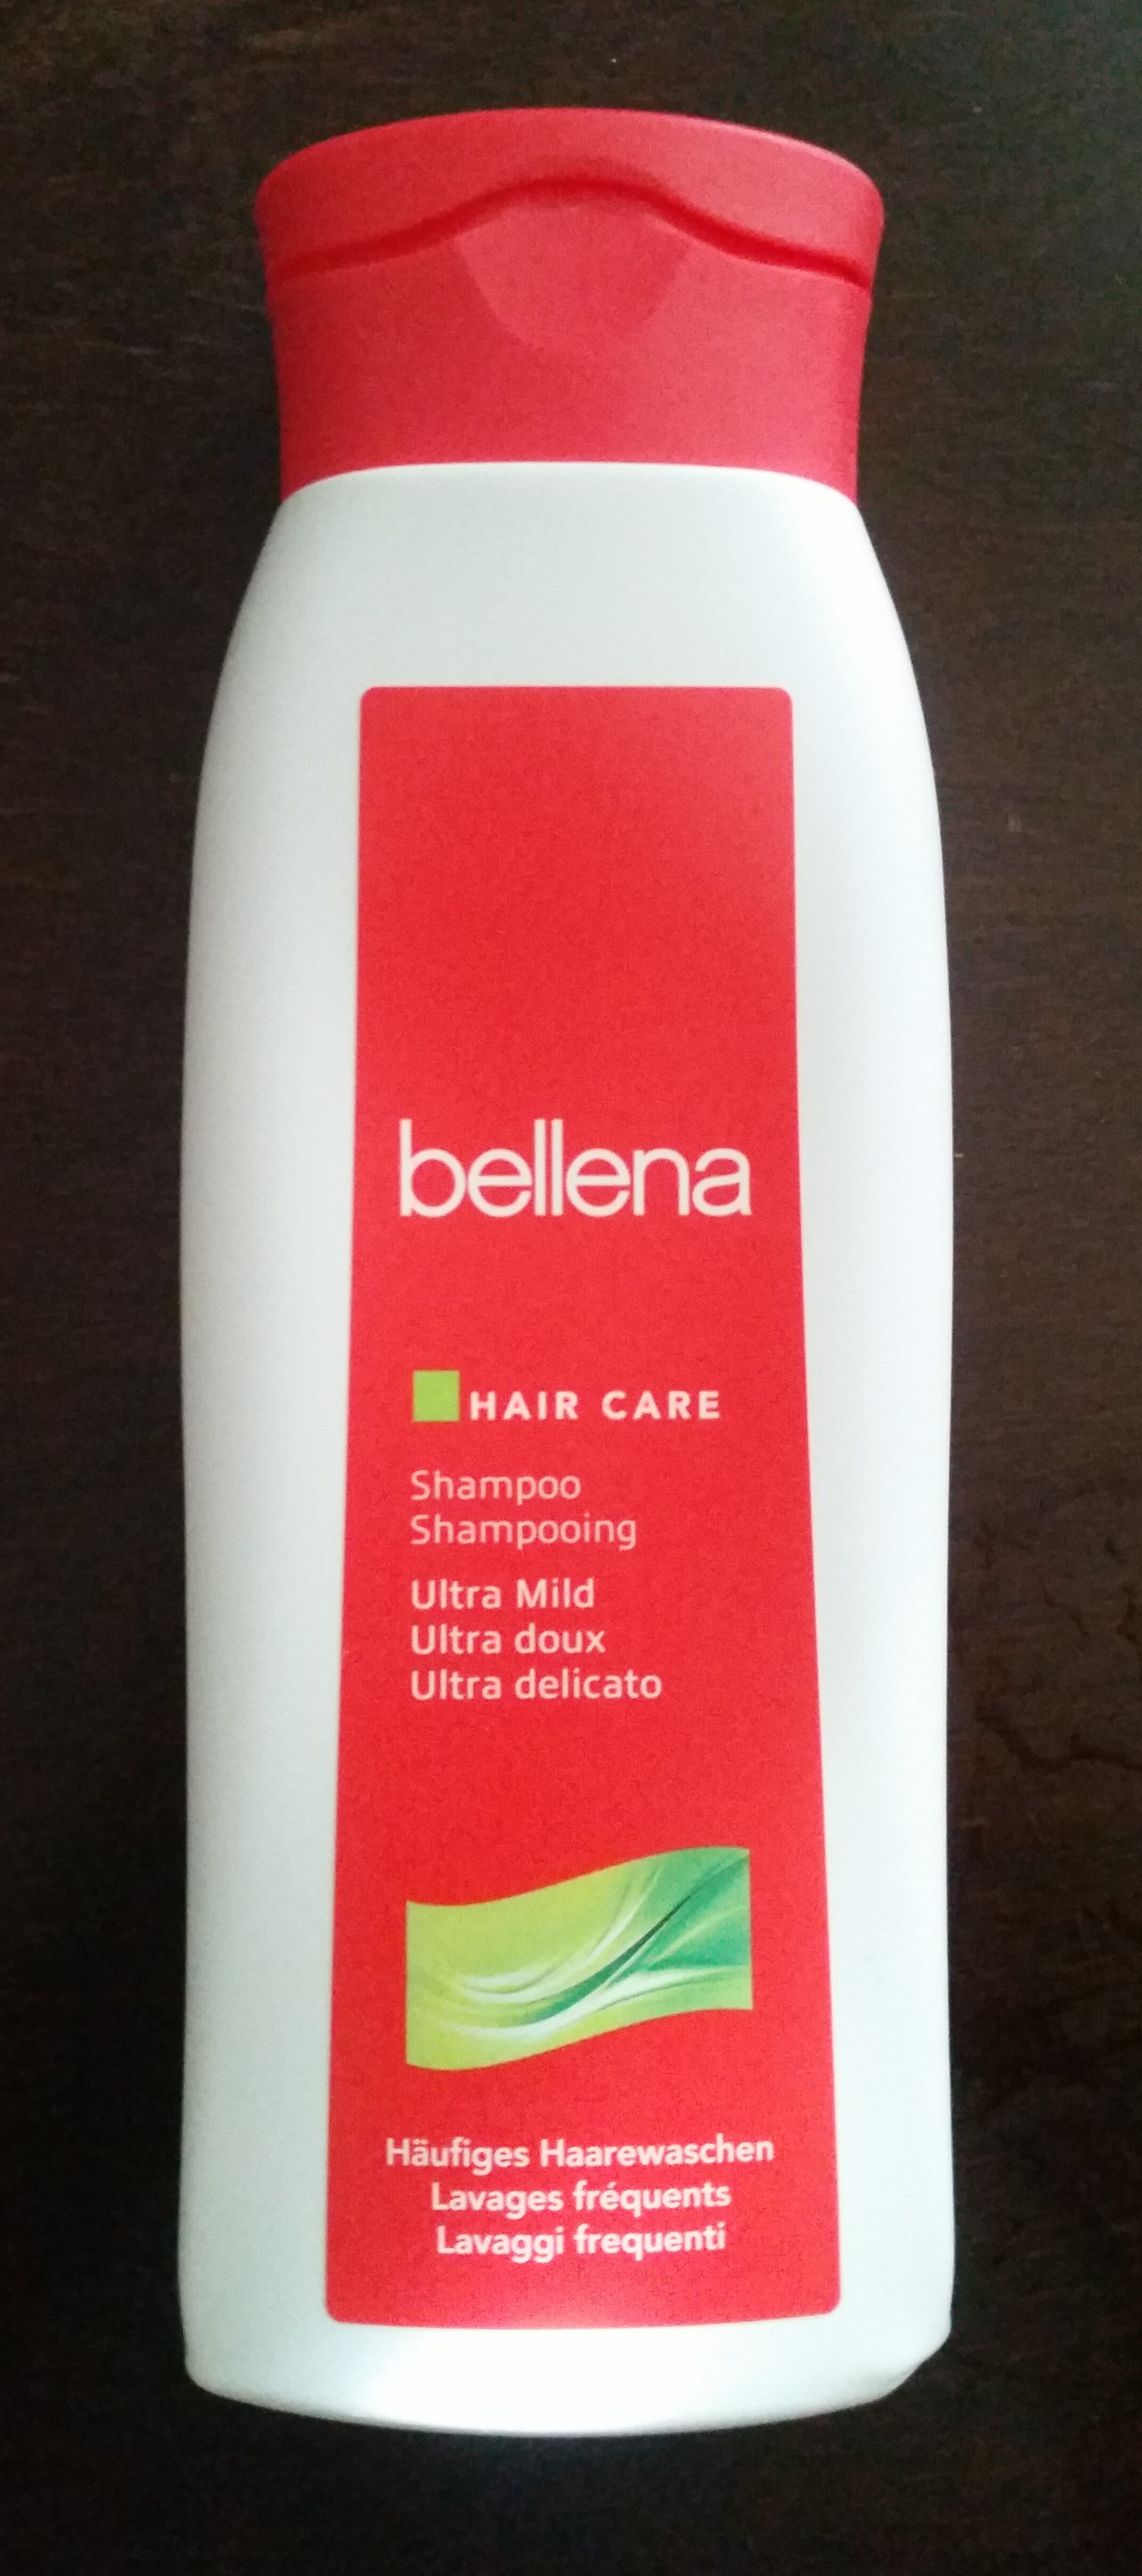 bellena
HAIR CARE
Shampoo
Shampooing
Ultra Mild
Ultra doux
Ultra delicato
Häufiges Haarewaschen
Lavages fréquents
Lavaggi frequenti